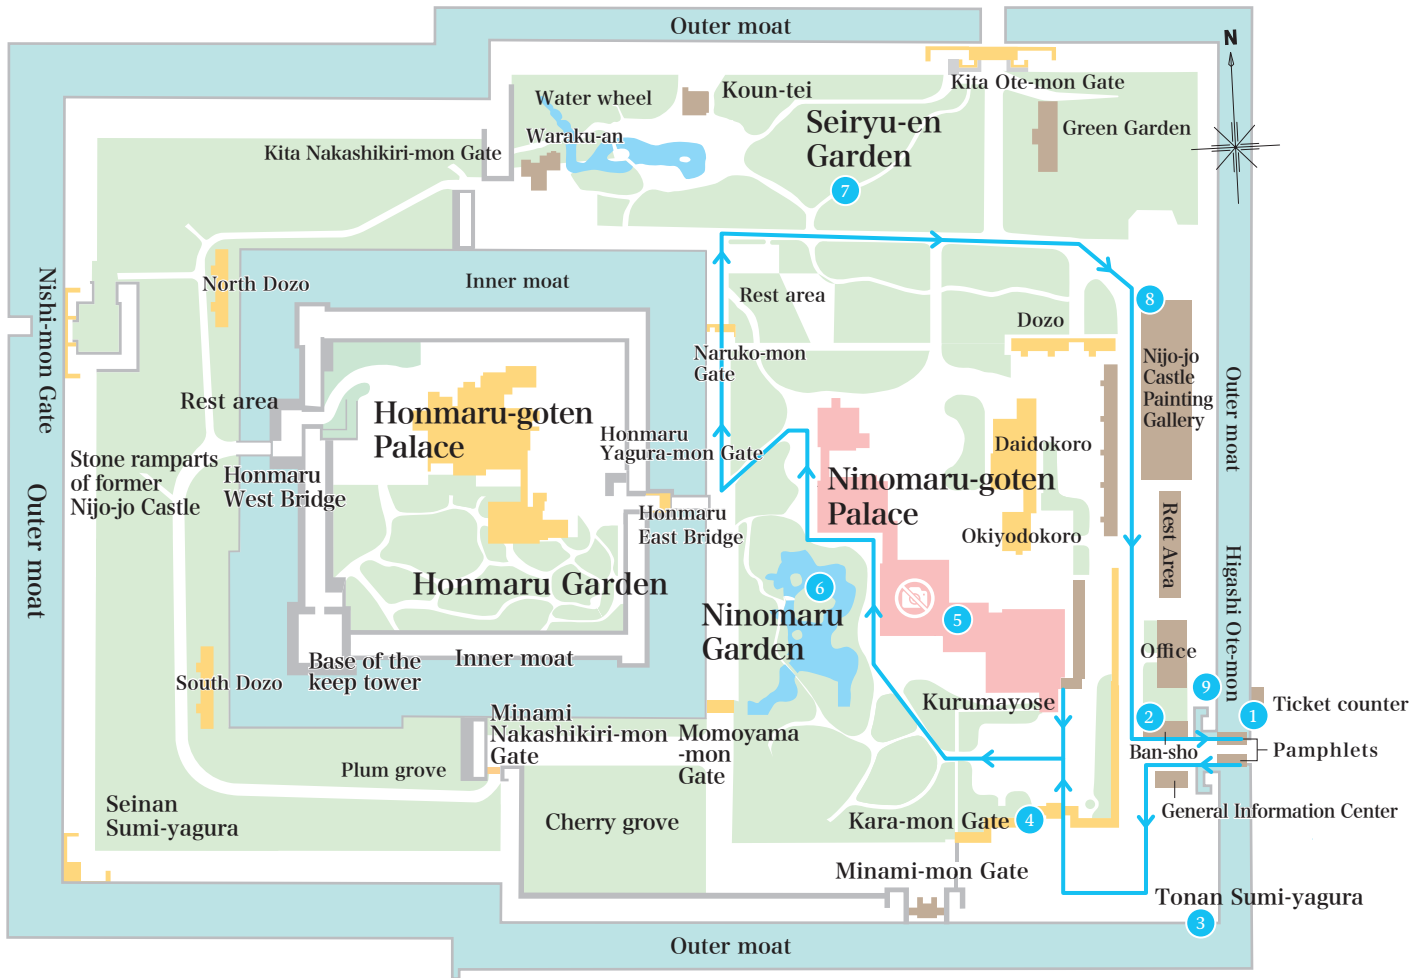 Outer moat
N
Kita Ote-mon Gate
Water wheel
Koun-tei
Seiryu-en
Garden
Waraku-an
Green Garden
Kita Nakashikiri-mon Gate
7
Nishi-mon Gate
North Dozo
Inner moat
Rest area
8
Dozo
Naruko-mon
Gate
Nijo-jo
Castle
Painting
Gallery
Outer moat
Rest area
Honmaru-goten
Palace
Honmaru
Yagura-mon Gate
Daidokoro
Stone ramparts
of former
Nijo-jo Castle
Honmaru
West Bridge
Ninomaru-goten
Palace
Outer moat
Honmaru
East Bridge
Okiyodokoro
Rest Area
Higashi Ote-mon
Honmaru Garden
6
Ninomaru
Garden
5
Office
Base of the
keep tower
Inner moat
South Dozo
Kurumayose
9
Ticket counter
1
2
Minami
Nakashikiri-mon
Gate
Momoyama
-mon
Gate
Ban-sho
Pamphlets
Plum grove
Seinan
Sumi-yagura
Cherry grove
Kara-mon Gate
4
General Information Center
Minami-mon Gate
Tonan Sumi-yagura
3
Outer moat